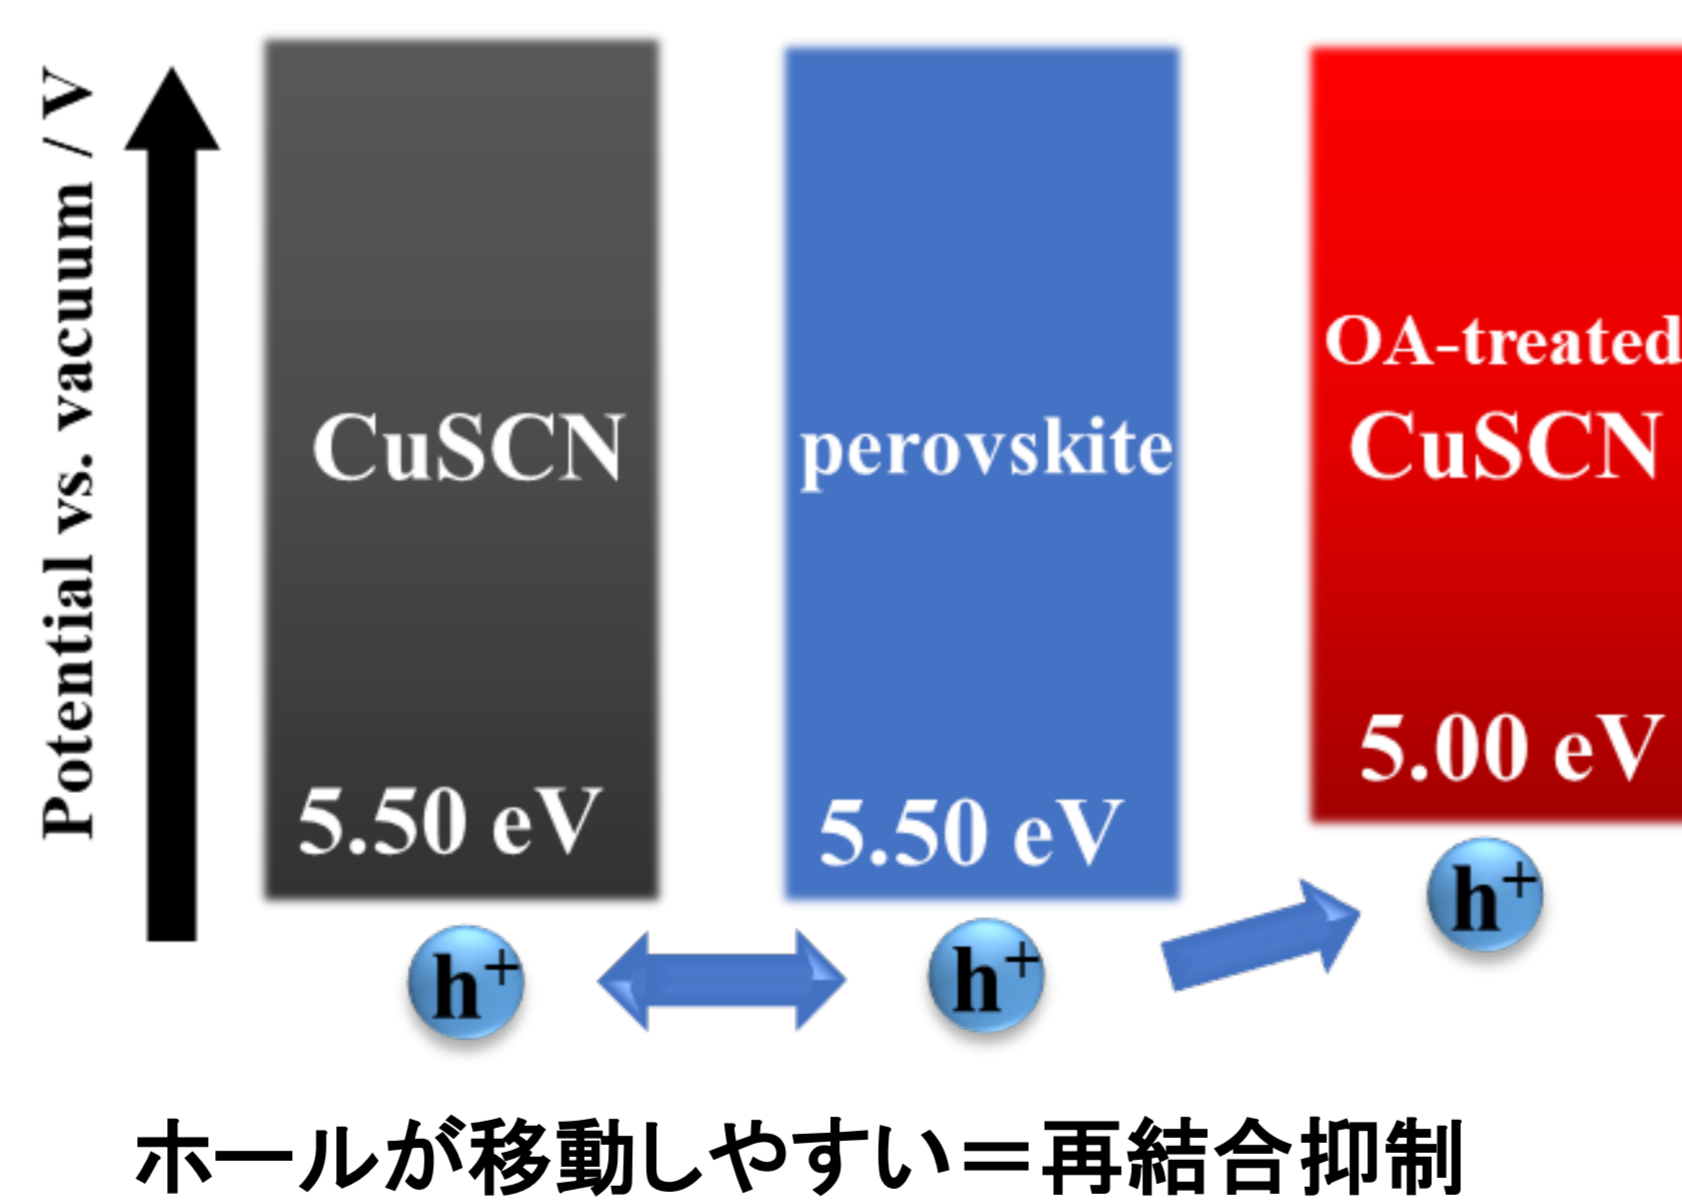 Potential vs. vacuum / V
CuSCN
5.50 eV
perovskite
5.50 eV
OA-treated
CuSCN
5.00 eV
h+
h+
h+
ホールが移動しやすい＝再結合抑制